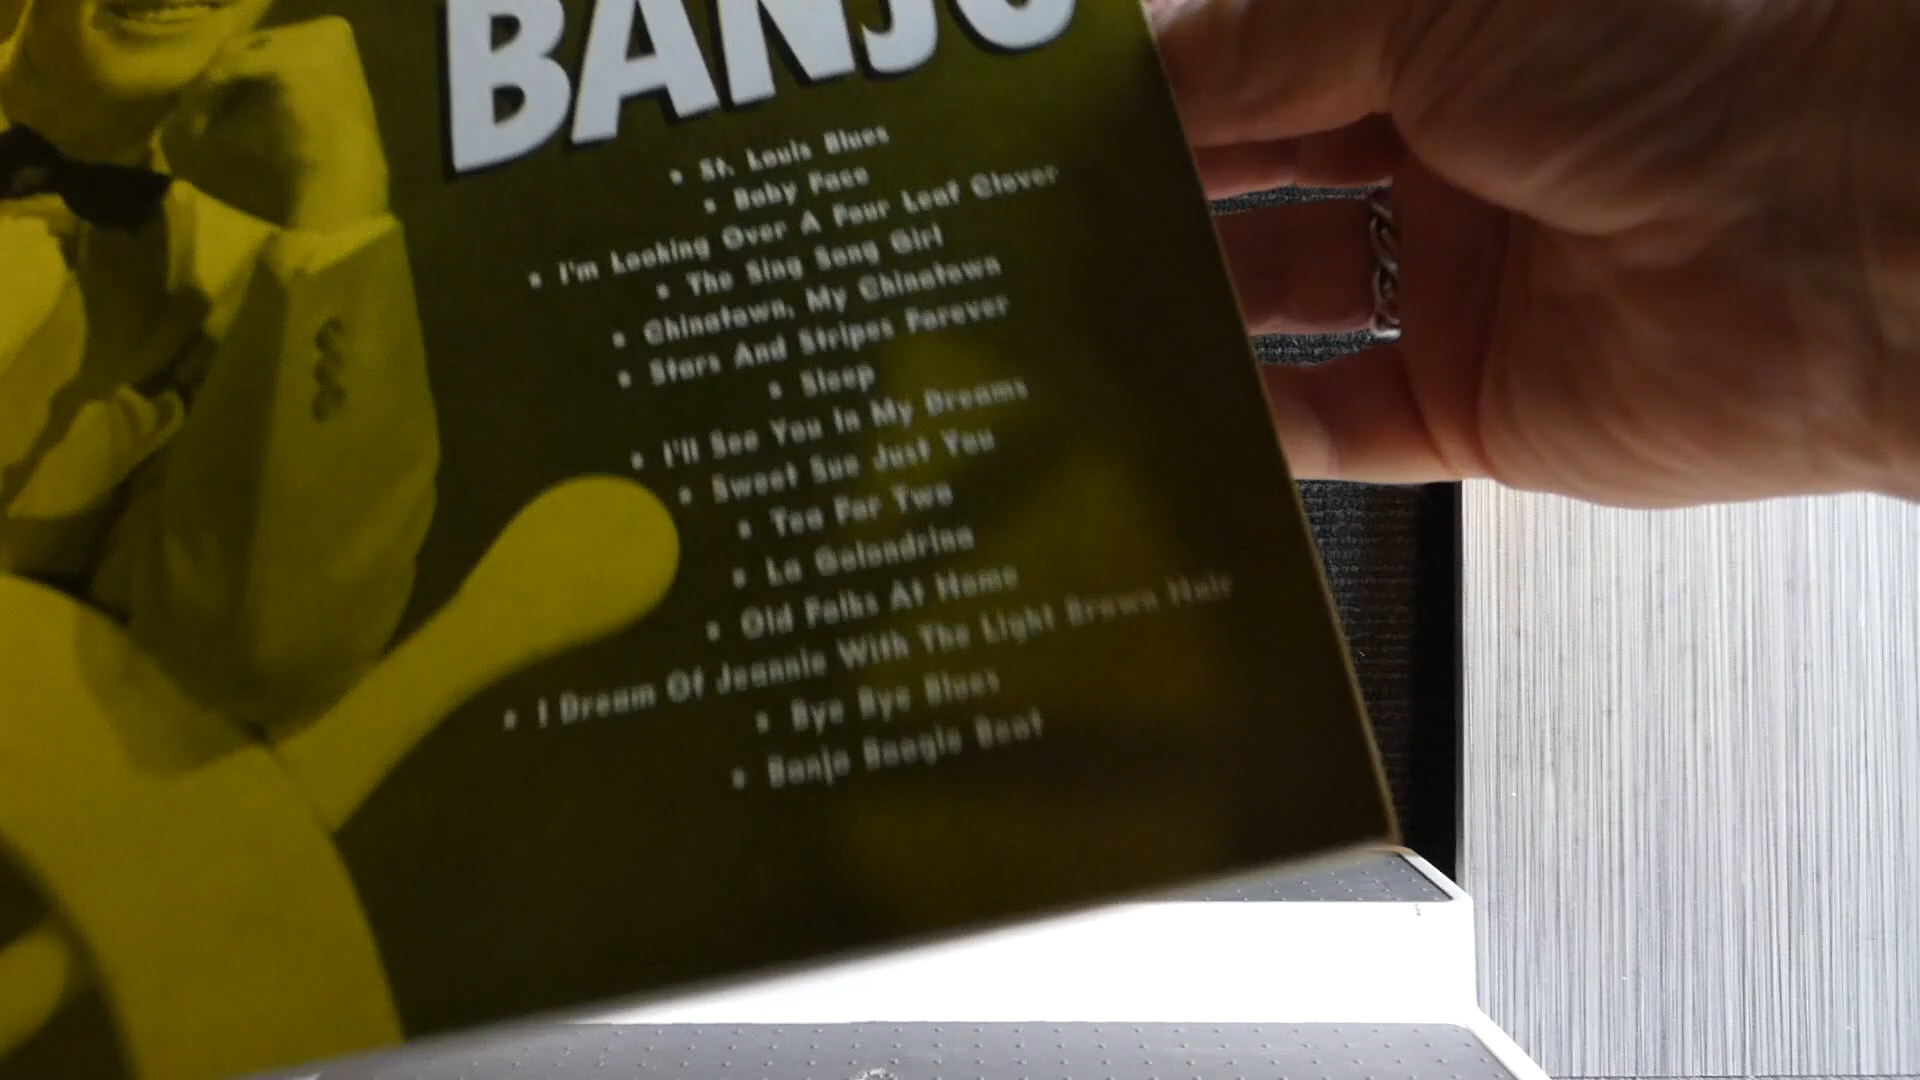 BANJO
• St. Louis Blues
• Baby Face
• I'm Looking Over A Four Leaf Clover
• The Sing Song Girl
• Chinatown, My Chinatown
• Stars And Stripes Forever
• Sleep
• I'll See You In My Dreams
• Sweet Sue Just You
• Tea For Two
• La Golondrina
• Old Folks At Home
• I Dream Of Jeannie With The Light Brown Hair
• Bye Bye Blues
• Banjo Boogie Beat